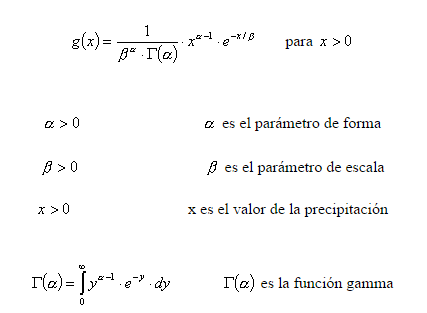 g(x) = 1 / (β^α · Γ(α)) · x^(α-1) · e^(-x/β) para x > 0
α > 0 α es el parámetro de forma
β > 0 β es el parámetro de escala
x > 0 x es el valor de la precipitación
Γ(α) = ∫_0^∞ y^(α-1) · e^(-y) · dy Γ(α) es la función gamma